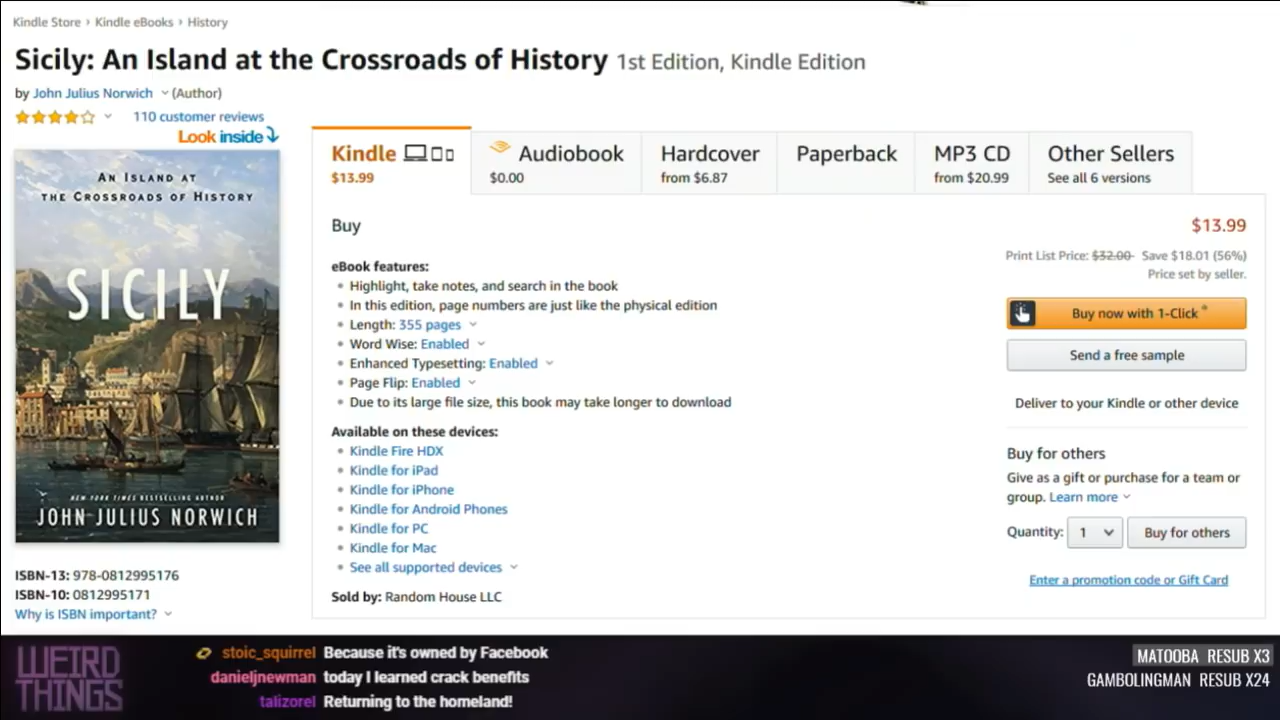 Kindle Store › Kindle eBooks › History
Sicily: An Island at the Crossroads of History 1st Edition, Kindle Edition
by John Julius Norwich (Author)
110 customer reviews
Look inside
AN ISLAND AT
THE CROSSROADS OF HISTORY
SICILY
NEW YORK TIMES BESTSELLING AUTHOR
JOHN JULIUS NORWICH
ISBN-13: 978-0812995176
ISBN-10: 0812995171
Why is ISBN important?
Kindle
$13.99
Audiobook
$0.00
Hardcover
from $6.87
Paperback
MP3 CD
from $20.99
Other Sellers
See all 6 versions
Buy
eBook features:
• Highlight, take notes, and search in the book
• In this edition, page numbers are just like the physical edition
• Length: 355 pages
• Word Wise: Enabled
• Enhanced Typesetting: Enabled
• Page Flip: Enabled
• Due to its large file size, this book may take longer to download
Available on these devices:
• Kindle Fire HDX
• Kindle for iPad
• Kindle for iPhone
• Kindle for Android Phones
• Kindle for PC
• Kindle for Mac
• See all supported devices
Sold by: Random House LLC
$13.99
Print List Price: $32.00 Save $18.01 (56%)
Price set by seller.
Buy now with 1-Click ®
Send a free sample
Deliver to your Kindle or other device
Buy for others
Give as a gift or purchase for a team or
group. Learn more
Quantity: 1 Buy for others
Enter a promotion code or Gift Card
WEIRD
THINGS
stoic_squirrel Because it's owned by Facebook
danieljnewman today I learned crack benefits
talizorel Returning to the homeland!
MATOOBA RESUB X3
GAMBOLINGMAN RESUB X24